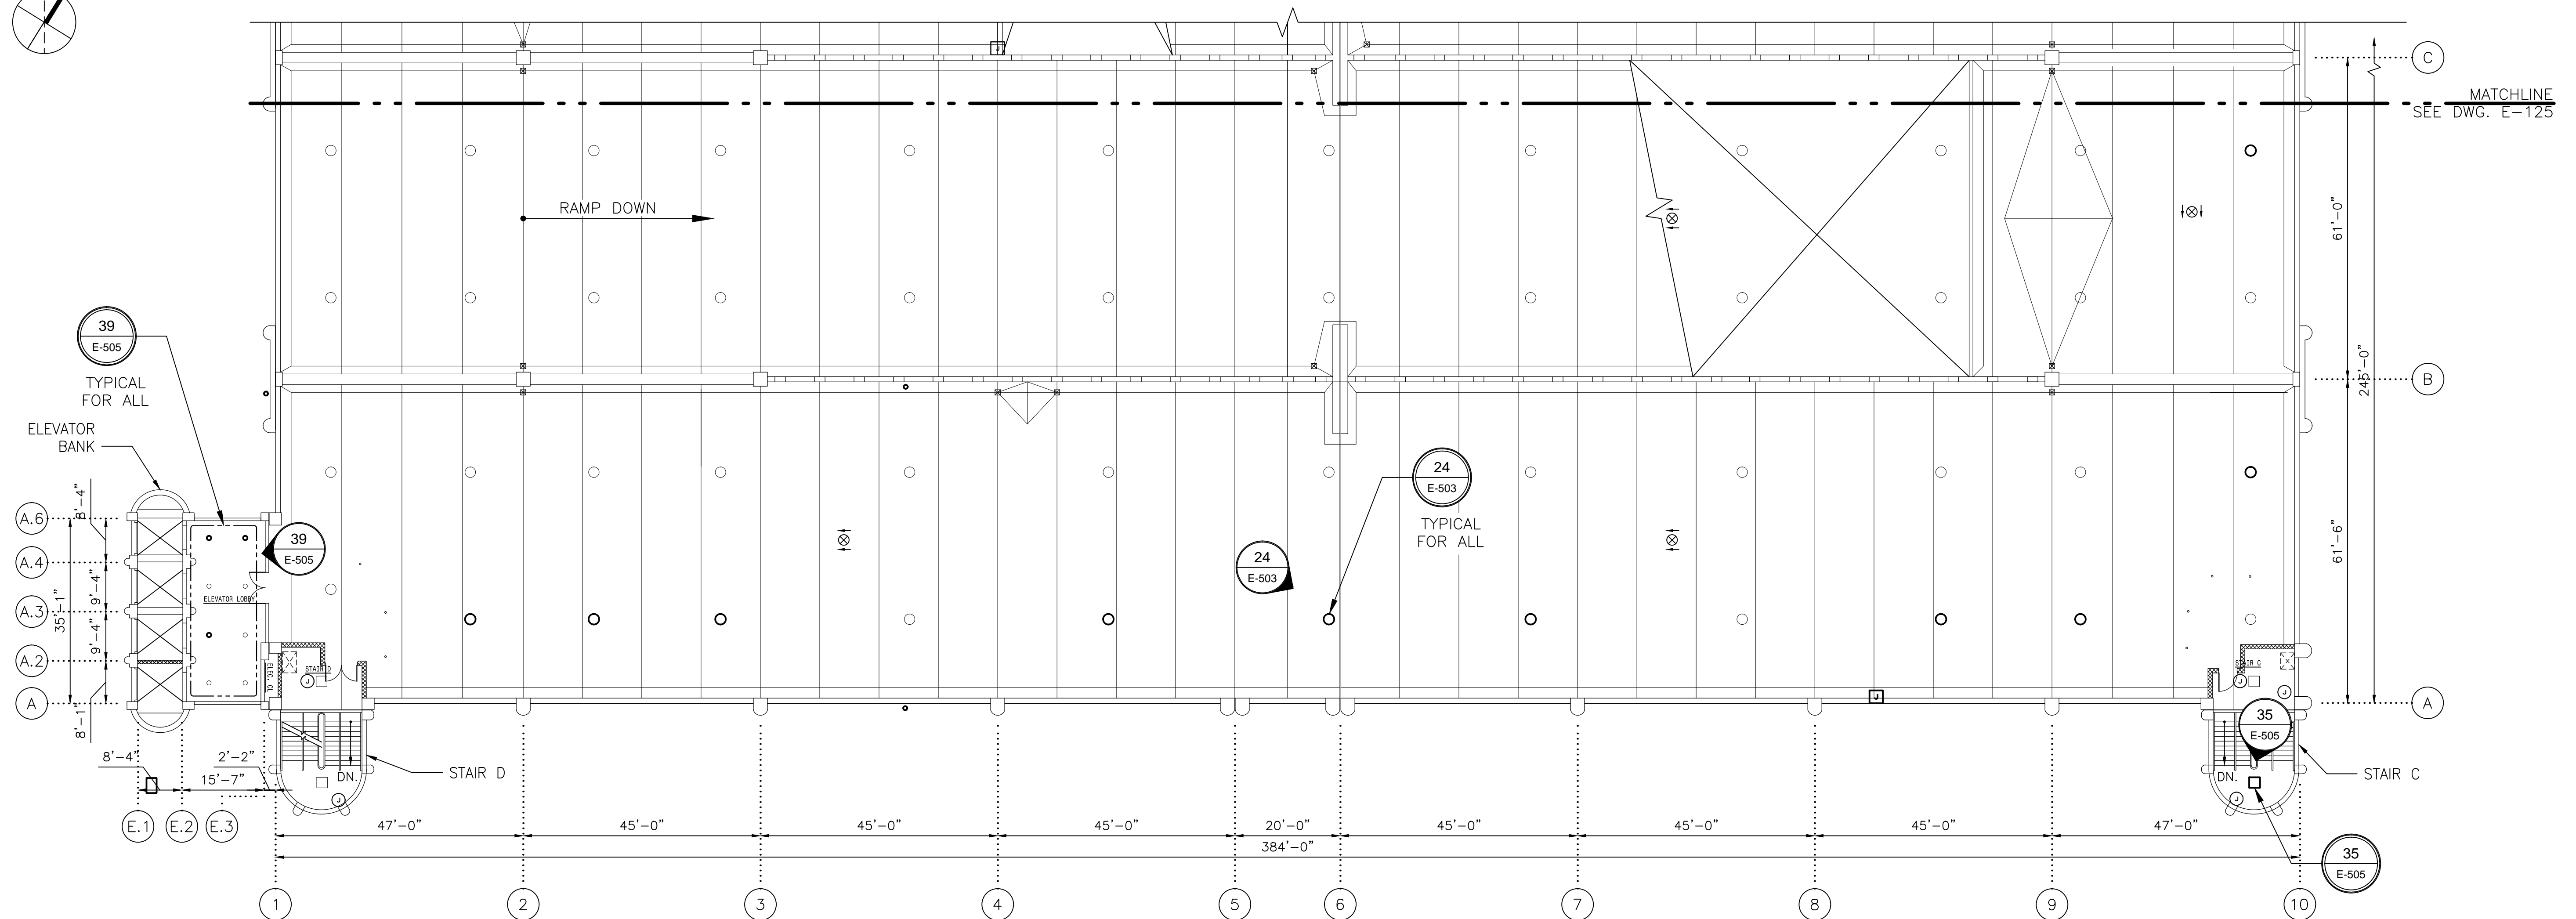 J
C
MATCHLINE
SEE DWG. E-125
RAMP DOWN
61'-0"
39
E-505
TYPICAL
FOR ALL
245'-0"
B
ELEVATOR
BANK
24
E-503
TYPICAL
FOR ALL
8'-4"
A.6
39
E-505
61'-6"
24
E-503
A.4
9'-4"
35'-1"
ELEVATOR LOBBY
A.3
9'-4"
A.2
ELEC. CL
STAIR D
STAIR C
J
J
J
A
8'-1"
J
A
35
E-505
8'-4"
2'-2"
15'-7"
DN.
STAIR D
DN.
STAIR C
J
J
E.1
E.2
E.3
47'-0"
45'-0"
45'-0"
45'-0"
20'-0"
45'-0"
45'-0"
45'-0"
47'-0"
384'-0"
35
E-505
1
2
3
4
5
6
7
8
9
10